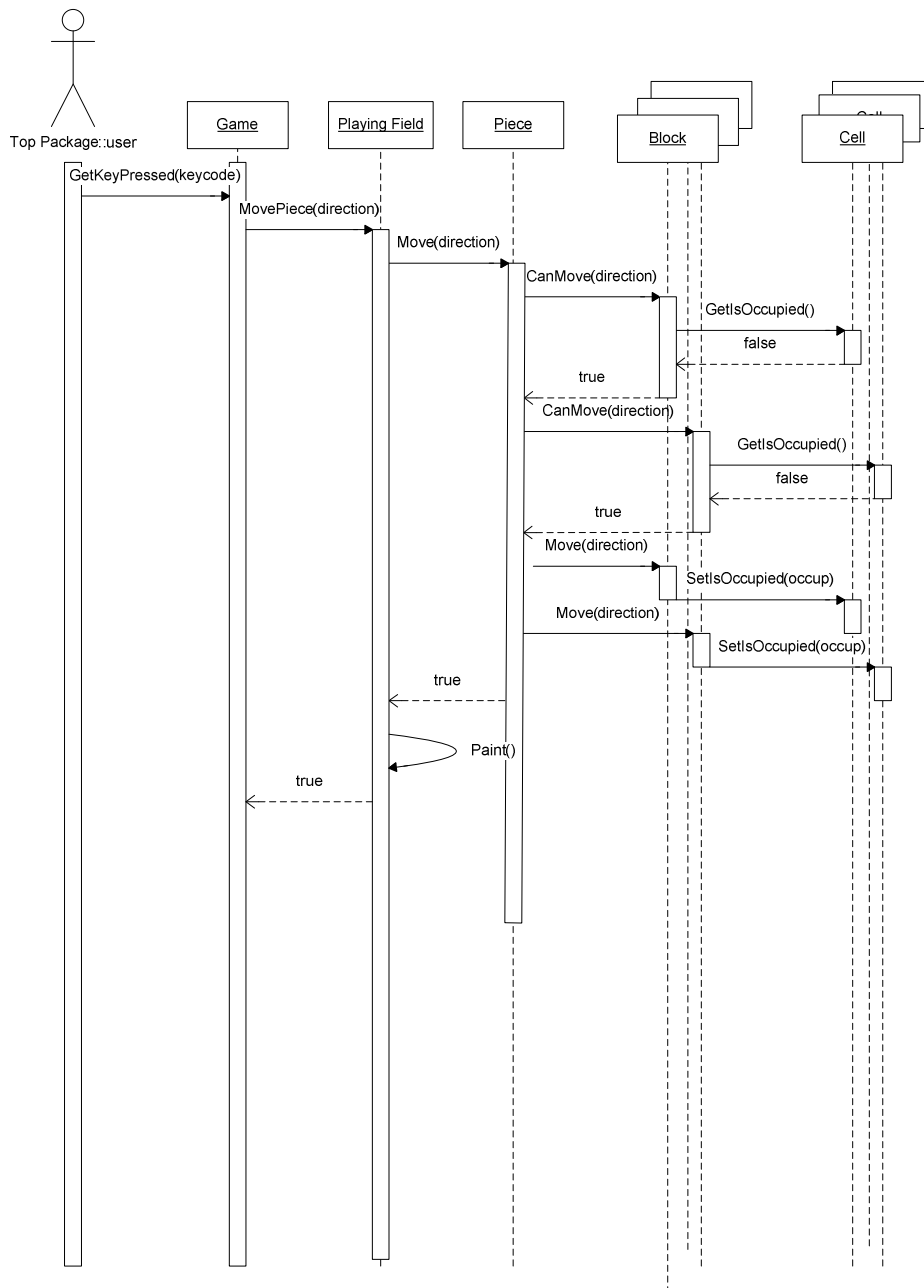 Top Package::user
Game
Playing Field
Piece
Block
Cell
Cell
GetKeyPressed(keycode)
MovePiece(direction)
Move(direction)
CanMove(direction)
GetIsOccupied()
false
true
CanMove(direction)
GetIsOccupied()
false
true
Move(direction)
SetIsOccupied(occup)
Move(direction)
SetIsOccupied(occup)
true
Paint()
true